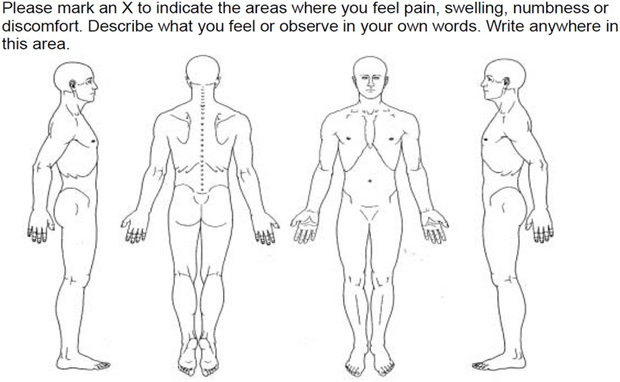 Please mark an X to indicate the areas where you feel pain, swelling, numbness or
discomfort. Describe what you feel or observe in your own words. Write anywhere in
this area.